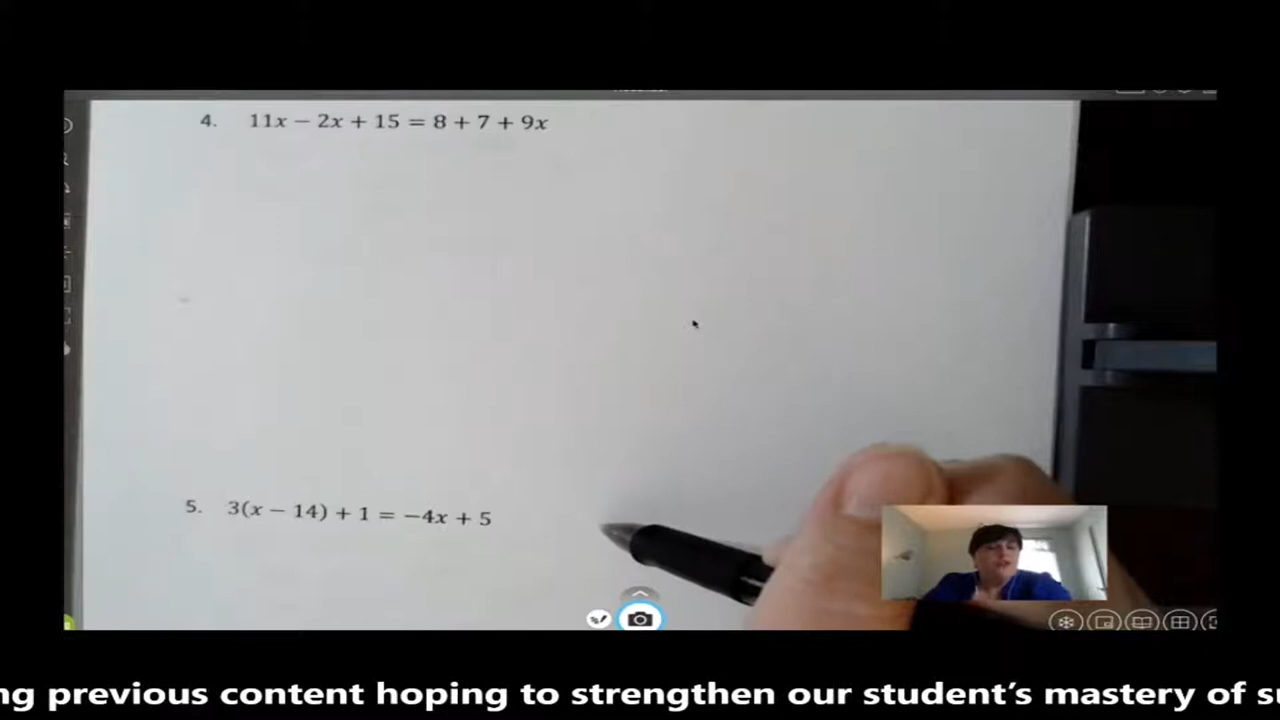 4. 11x − 2x + 15 = 8 + 7 + 9x
5. 3(x − 14) + 1 = −4x + 5
ng previous content hoping to strengthen our student’s mastery of